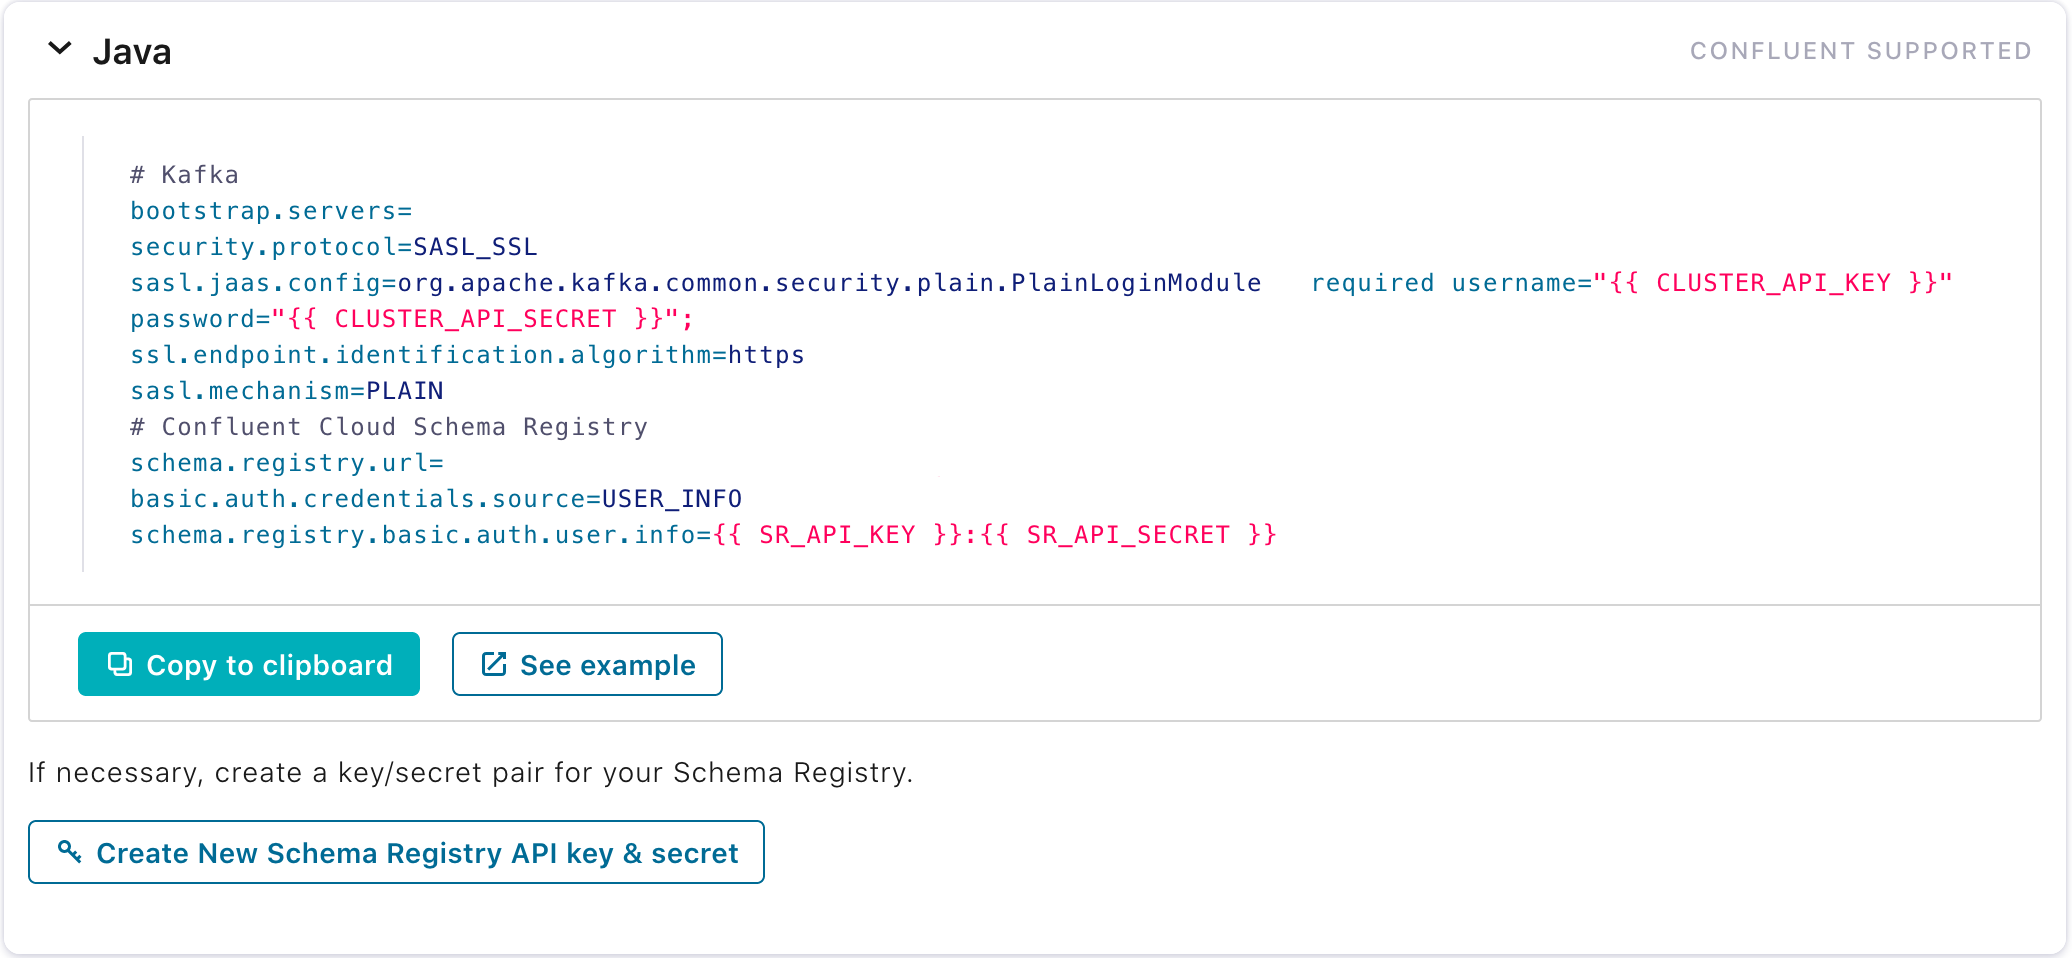 Java
CONFLUENT SUPPORTED
# Kafka
bootstrap.servers=
security.protocol=SASL_SSL
sasl.jaas.config=org.apache.kafka.common.security.plain.PlainLoginModule   required username="{{ CLUSTER_API_KEY }}"
password="{{ CLUSTER_API_SECRET }}";
ssl.endpoint.identification.algorithm=https
sasl.mechanism=PLAIN
# Confluent Cloud Schema Registry
schema.registry.url=
basic.auth.credentials.source=USER_INFO
schema.registry.basic.auth.user.info={{ SR_API_KEY }}:{{ SR_API_SECRET }}
Copy to clipboard
See example
If necessary, create a key/secret pair for your Schema Registry.
Create New Schema Registry API key & secret